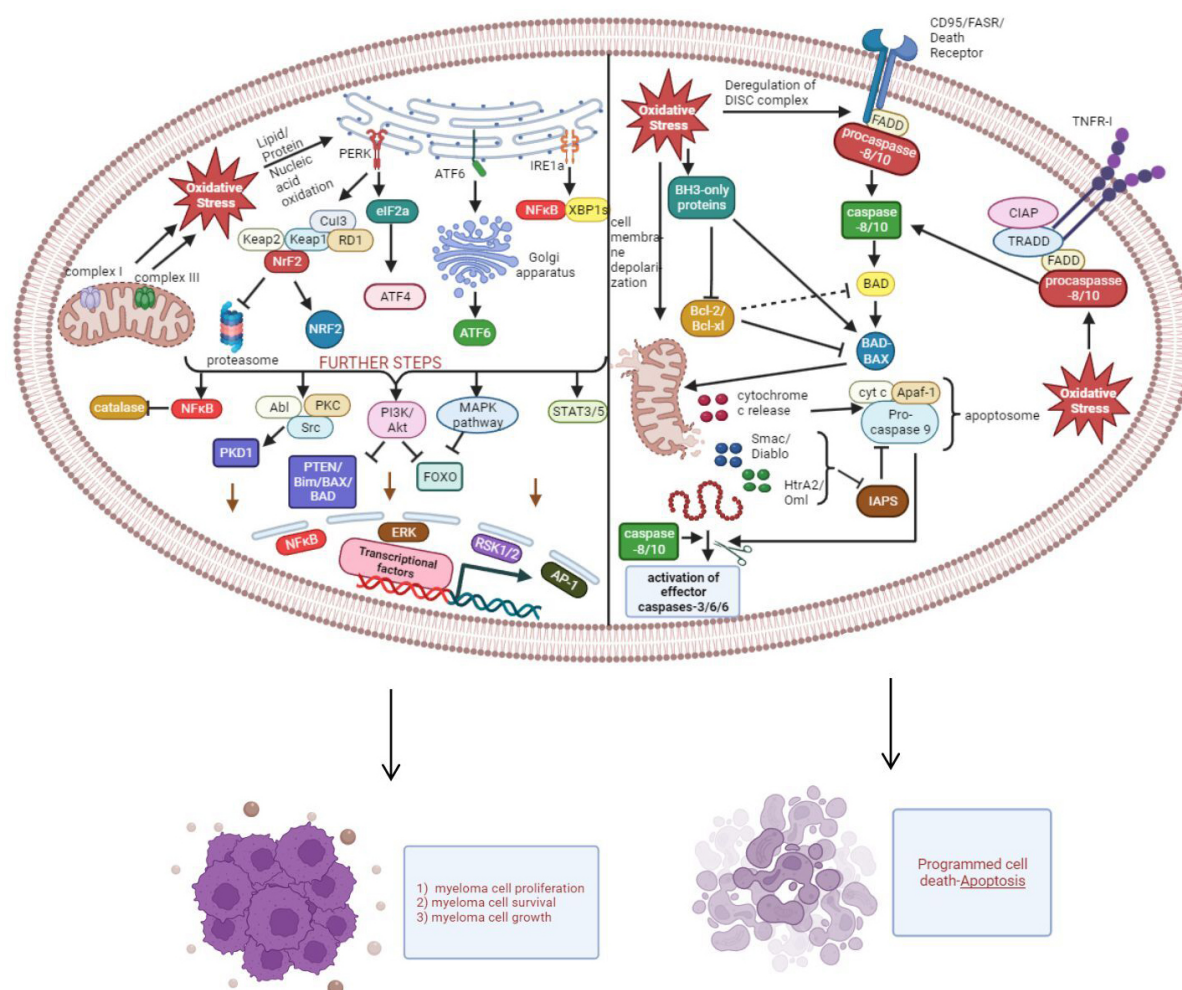 CD95/FASR/
Death
Receptor
Oxidative
Stress
Deregulation of
DISC complex
FADD
procaspasse
-8/10
TNFR-I
Lipid/
Protein
Nucleic
acid
oxidation
PERK
ATF6
IRE1a
Oxidative
Stress
BH3-only
proteins
CIAP
TRADD
FADD
procaspasse
-8/10
caspase
-8/10
Cul3
Keap2
Keap1
RD1
NrF2
eIF2a
NFĸB
XBP1s
Golgi
apparatus
cell
membra
ne
depolari
zation
complex I
complex III
ATF4
BAD
Bcl-2/
Bcl-xl
NRF2
ATF6
BAD-
BAX
proteasome
FURTHER STEPS
Oxidative
Stress
catalase
NFĸB
Abl
PKC
Src
PI3K/
Akt
MAPK
pathway
STAT3/5
cytochrome
c release
cyt c
Apaf-1
Pro-
caspase 9
apoptosome
PKD1
PTEN/
Bim/BAX/
BAD
FOXO
Smac/
Diablo
HtrA2/
Oml
IAPS
NFĸB
ERK
RSK1/2
AP-1
Transcriptional
factors
caspase
-8/10
activation of
effector
caspases-3/6/6
1) myeloma cell proliferation
2) myeloma cell survival
3) myeloma cell growth
Programmed cell
death-Apoptosis